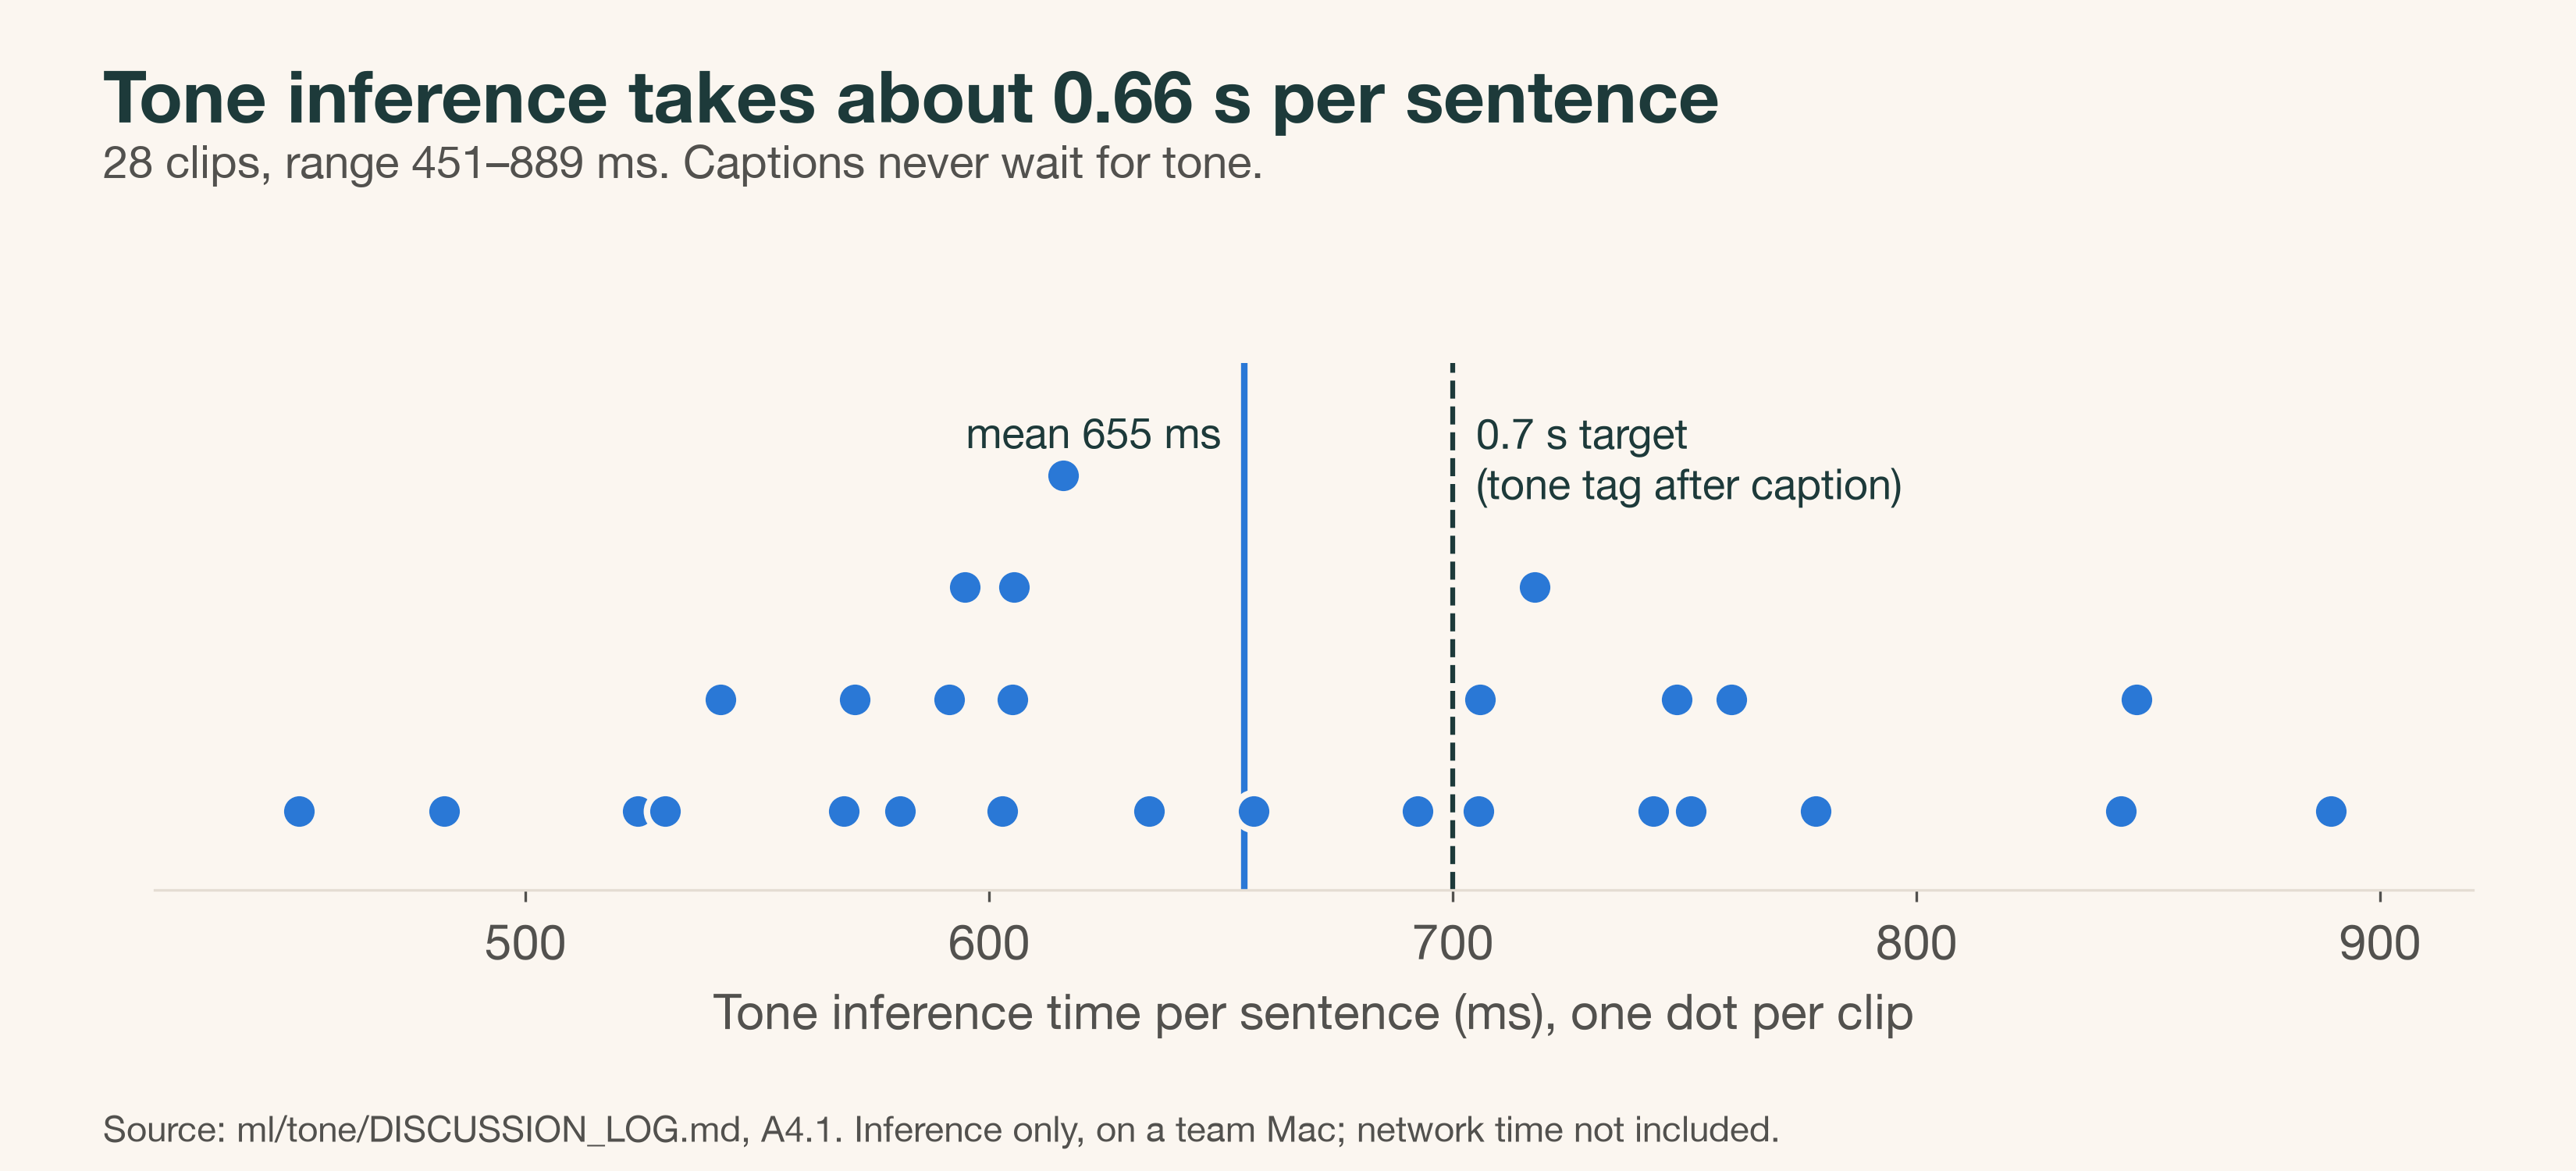 Tone inference takes about 0.66 s per sentence
28 clips, range 451–889 ms. Captions never wait for tone.
mean 655 ms
0.7 s target
(tone tag after caption)
500 600 700 800 900
Tone inference time per sentence (ms), one dot per clip
Source: ml/tone/DISCUSSION_LOG.md, A4.1. Inference only, on a team Mac; network time not included.